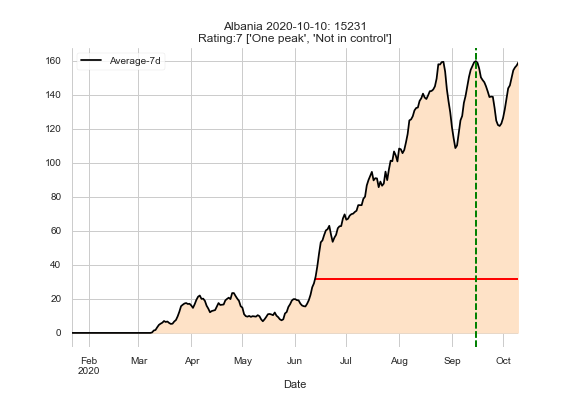 Albania 2020-10-10: 15231
Rating:7 ['One peak', 'Not in control']
Average-7d
160
140
120
100
80
60
40
20
0
Feb Mar Apr May Jun Jul Aug Sep Oct
2020
Date